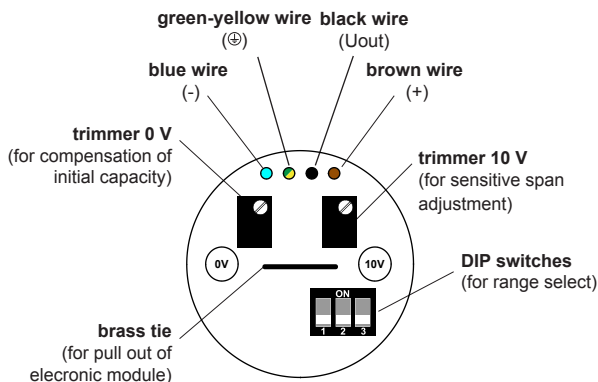 green-yellow wire
(⏚)
black wire
(Uout)
blue wire
(-)
brown wire
(+)
trimmer 0 V
(for compensation of
initial capacity)
trimmer 10 V
(for sensitive span
adjustment)
0V
10V
DIP switches
(for range select)
ON
1 2 3
brass tie
(for pull out of
elecronic module)